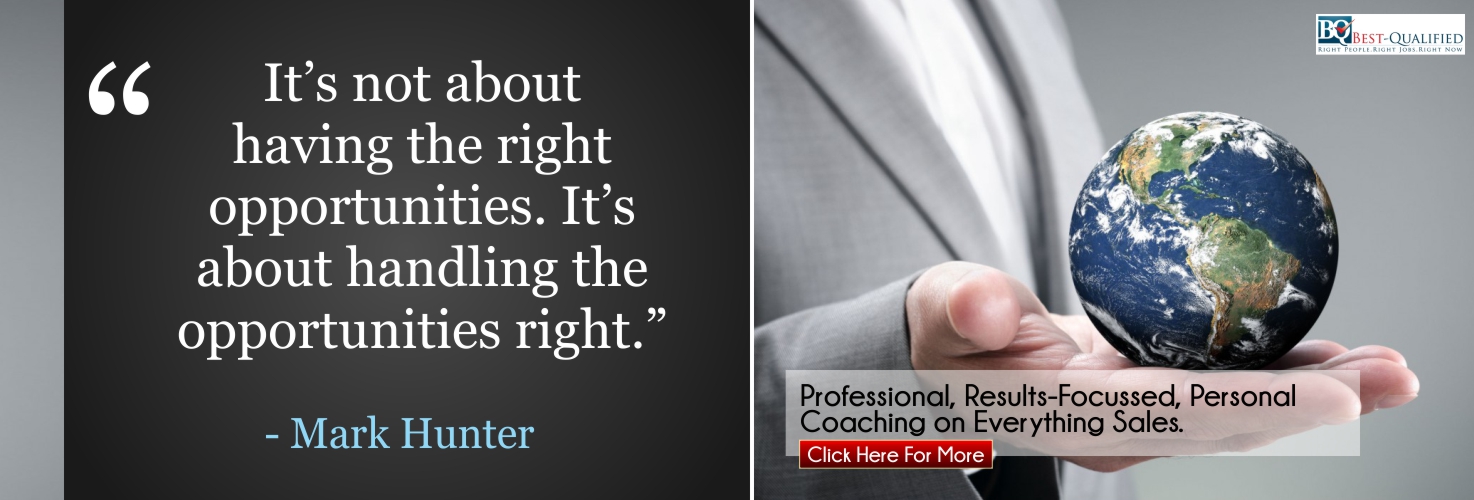 “
It’s not about
having the right
opportunities. It’s
about handling the
opportunities right.”
- Mark Hunter
BQ BEST-QUALIFIED
RIGHT PEOPLE.RIGHT JOBS.RIGHT NOW
Professional, Results-Focussed, Personal
Coaching on Everything Sales.
Click Here For More